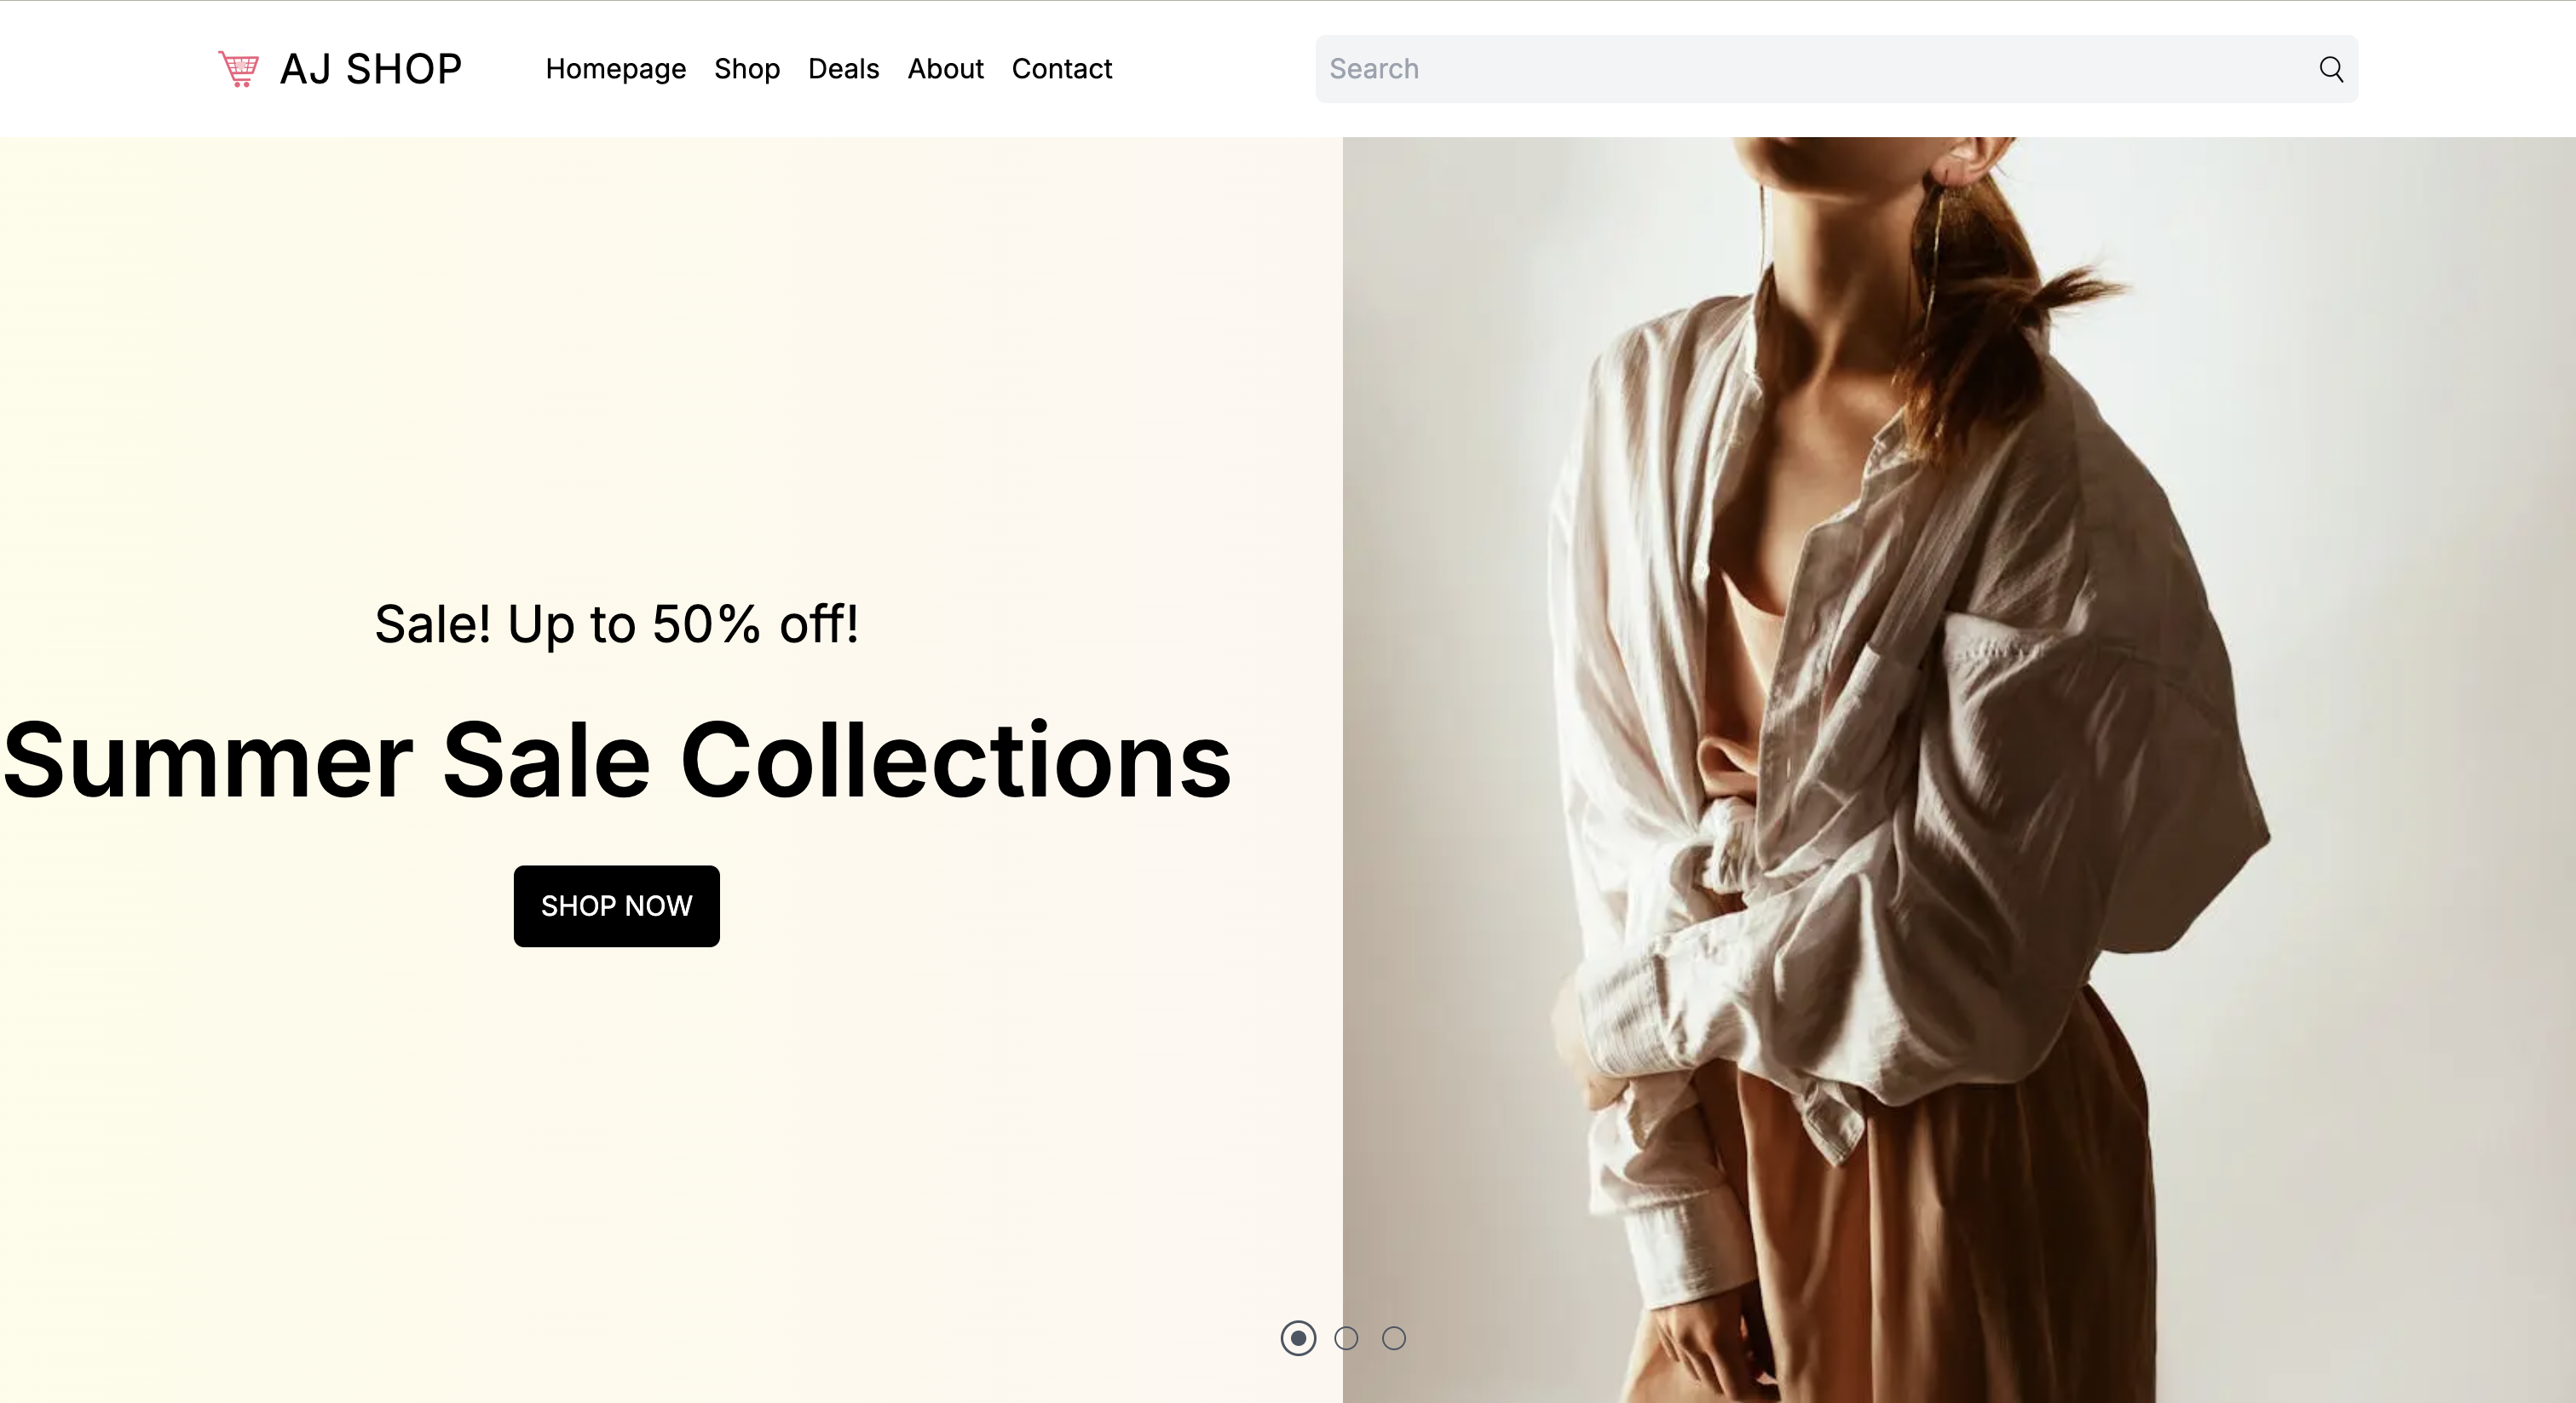 AJ SHOP
Homepage Shop Deals About Contact
Search
Sale! Up to 50% off!
Summer Sale Collections
SHOP NOW